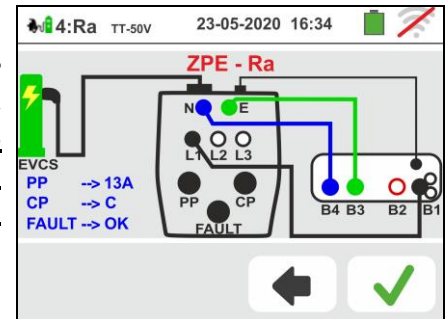 4:Ra TT-50V 23-05-2020 16:34
ZPE - Ra
N E
L1 L2 L3
EVCS
PP --> 13A
CP --> C
FAULT --> OK
PP CP
FAULT
B4 B3 B2 B1